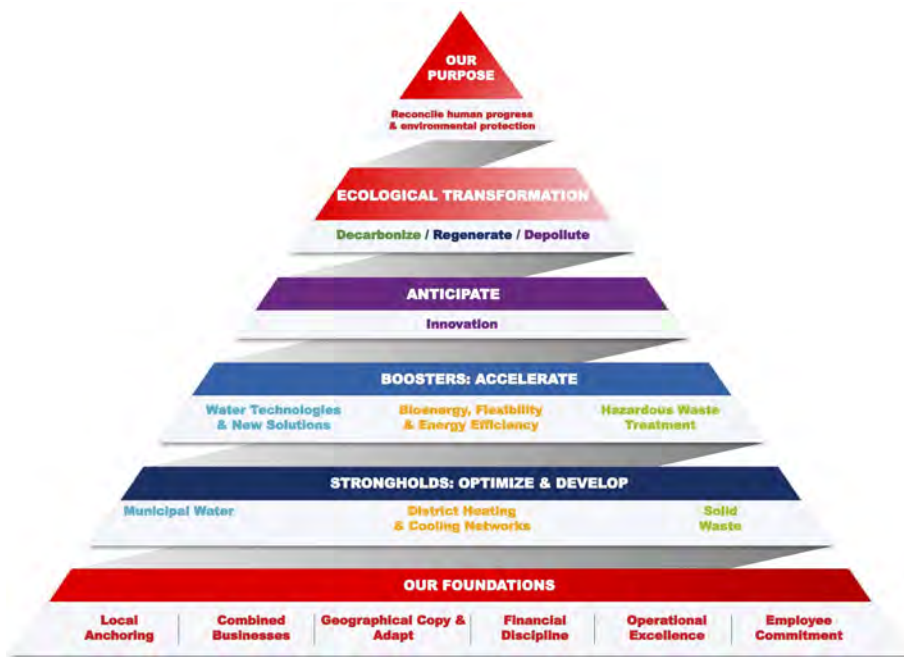 OUR
PURPOSE
Reconcile human progress
& environmental protection
ECOLOGICAL TRANSFORMATION
Decarbonize / Regenerate / Depollute
ANTICIPATE
Innovation
BOOSTERS: ACCELERATE
Water Technologies
& New Solutions
Bioenergy, Flexibility
& Energy Efficiency
Hazardous Waste
Treatment
STRONGHOLDS: OPTIMIZE & DEVELOP
Municipal Water
District Heating
& Cooling Networks
Solid
Waste
OUR FOUNDATIONS
Local
Anchoring
Combined
Businesses
Geographical Copy &
Adapt
Financial
Discipline
Operational
Excellence
Employee
Commitment